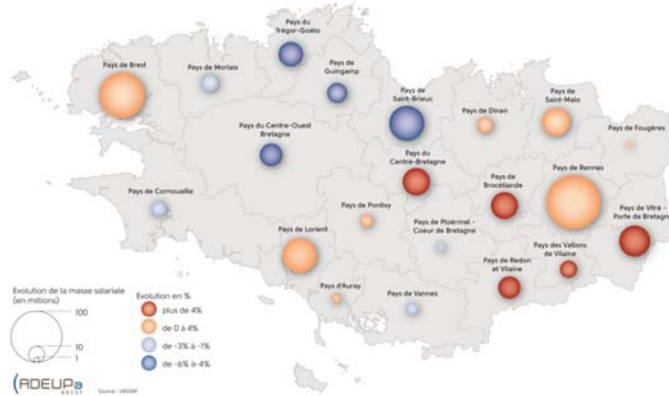 Pays du
Trégor-Goëlo
Pays de Brest
Pays de Morlaix
Pays de
Guingamp
Pays de
Saint-Brieuc
Pays de Dinan
Pays de
Saint-Malo
Pays de Fougères
Pays du Centre-Ouest
Bretagne
Pays du
Centre-Bretagne
Pays de
Brocéliande
Pays de Rennes
Pays de Vitré -
Porte de Bretagne
Pays de Cornouaille
Pays de Lorient
Pays de Pontivy
Pays de Ploërmel -
Coeur de Bretagne
Pays de Redon
et Vilaine
Pays des Vallons
de Vilaine
Pays d'Auray
Pays de Vannes
Evolution de la masse salariale
(en millions)
100
10
1
Évolution en %
plus de 4%
de 0 à 4%
de -3% à -1%
de -6% à -4%
ADEUPa
BREST
Source : URSSAF